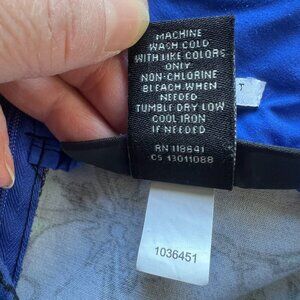 MACHINE
WASH COLD
WITH LIKE COLORS
ONLY
NON-CHLORINE
BLEACH WHEN
NEEDED
TUMBLE DRY LOW
COOL IRON
IF NEEDED
RN 118841
CS 13011088
T
1036451